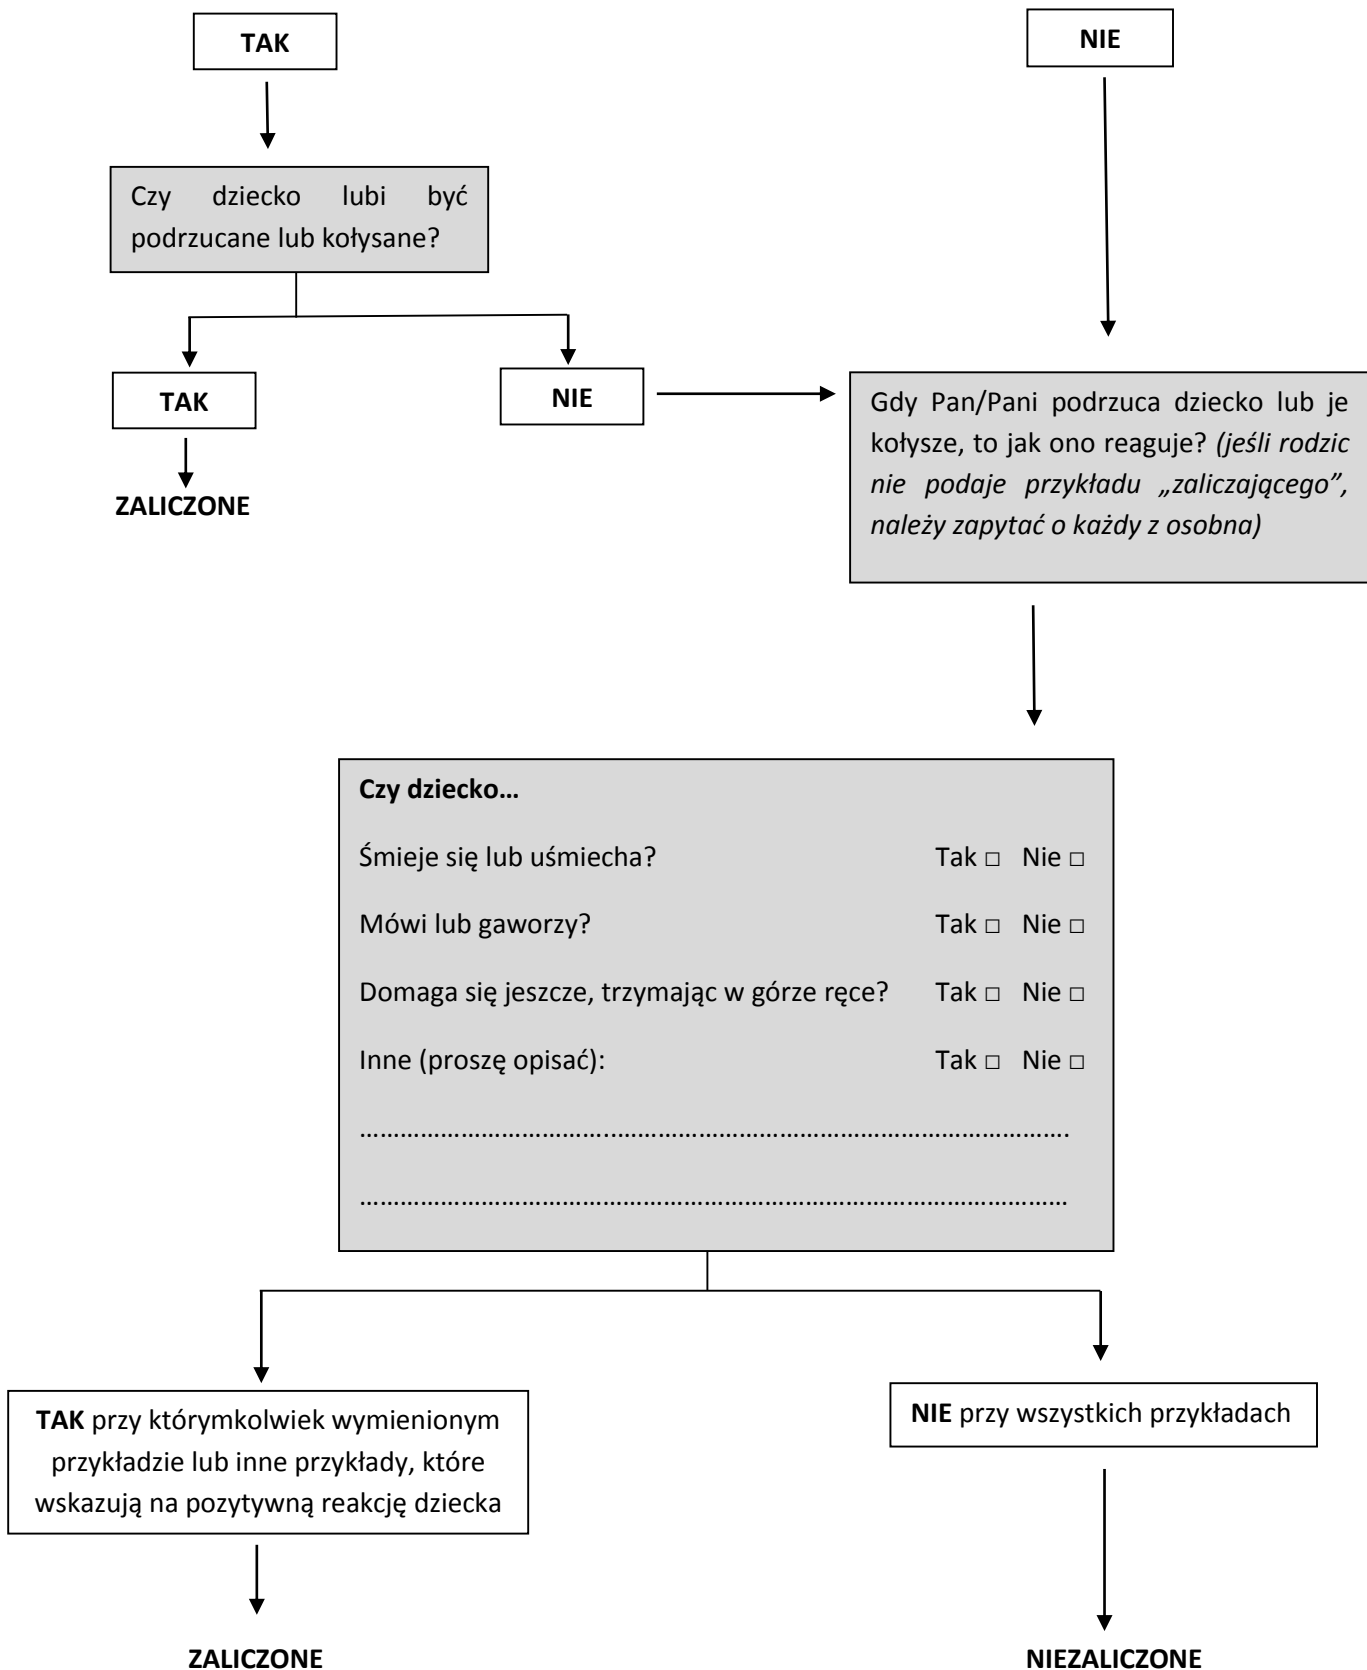 TAK
NIE
Czy dziecko lubi być
podrzucane lub kołysane?
TAK
NIE
ZALICZONE
Gdy Pan/Pani podrzuca dziecko lub je
kołysze, to jak ono reaguje? (jeśli rodzic
nie podaje przykładu „zaliczającego”,
należy zapytać o każdy z osobna)
Czy dziecko…
Śmieje się lub uśmiecha? Tak □ Nie □
Mówi lub gaworzy? Tak □ Nie □
Domaga się jeszcze, trzymając w górze ręce? Tak □ Nie □
Inne (proszę opisać): Tak □ Nie □
……………………………………………………………………………………………
……………………………………………………………………………………………
TAK przy którymkolwiek wymienionym
przykładzie lub inne przykłady, które
wskazują na pozytywną reakcję dziecka
NIE przy wszystkich przykładach
ZALICZONE
NIEZALICZONE